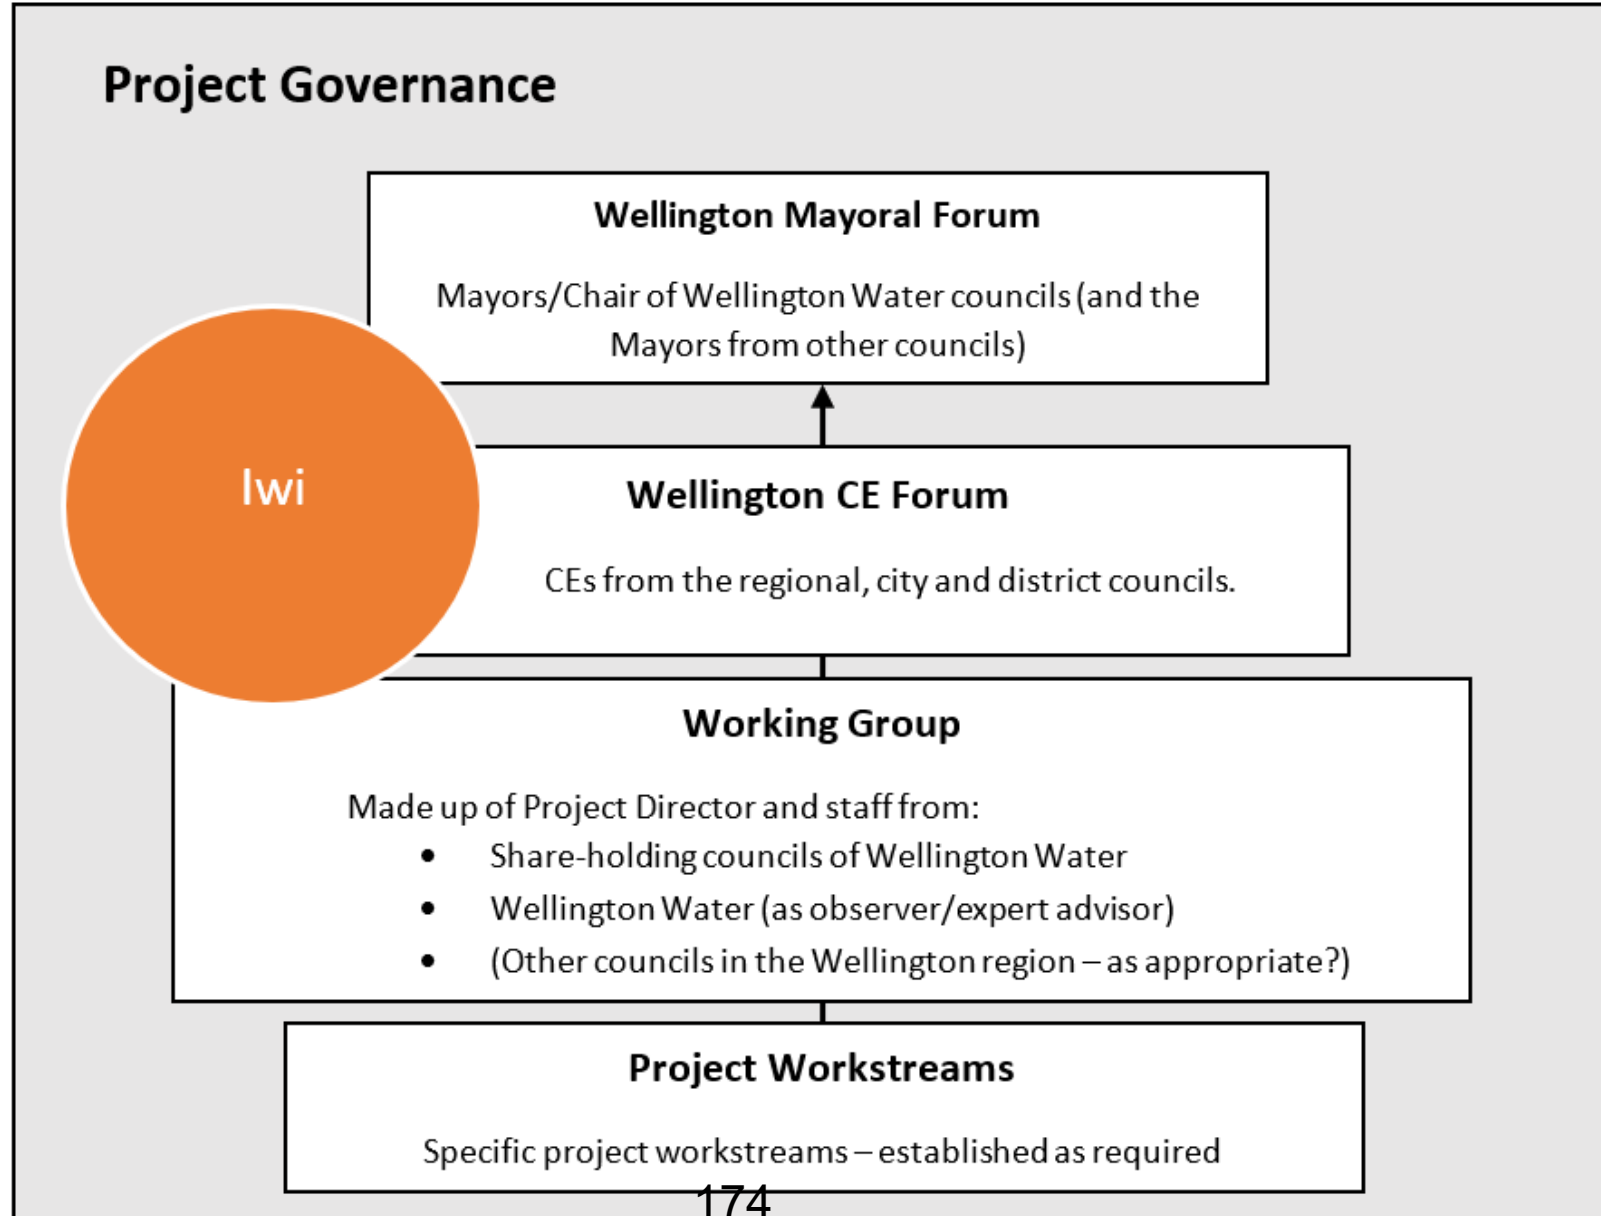 Project Governance
Wellington Mayoral Forum
Mayors/Chair of Wellington Water councils (and the
Mayors from other councils)
Iwi
Wellington CE Forum
CEs from the regional, city and district councils.
Working Group
Made up of Project Director and staff from:
• Share-holding councils of Wellington Water
• Wellington Water (as observer/expert advisor)
• (Other councils in the Wellington region – as appropriate?)
Project Workstreams
Specific project workstreams – established as required
174